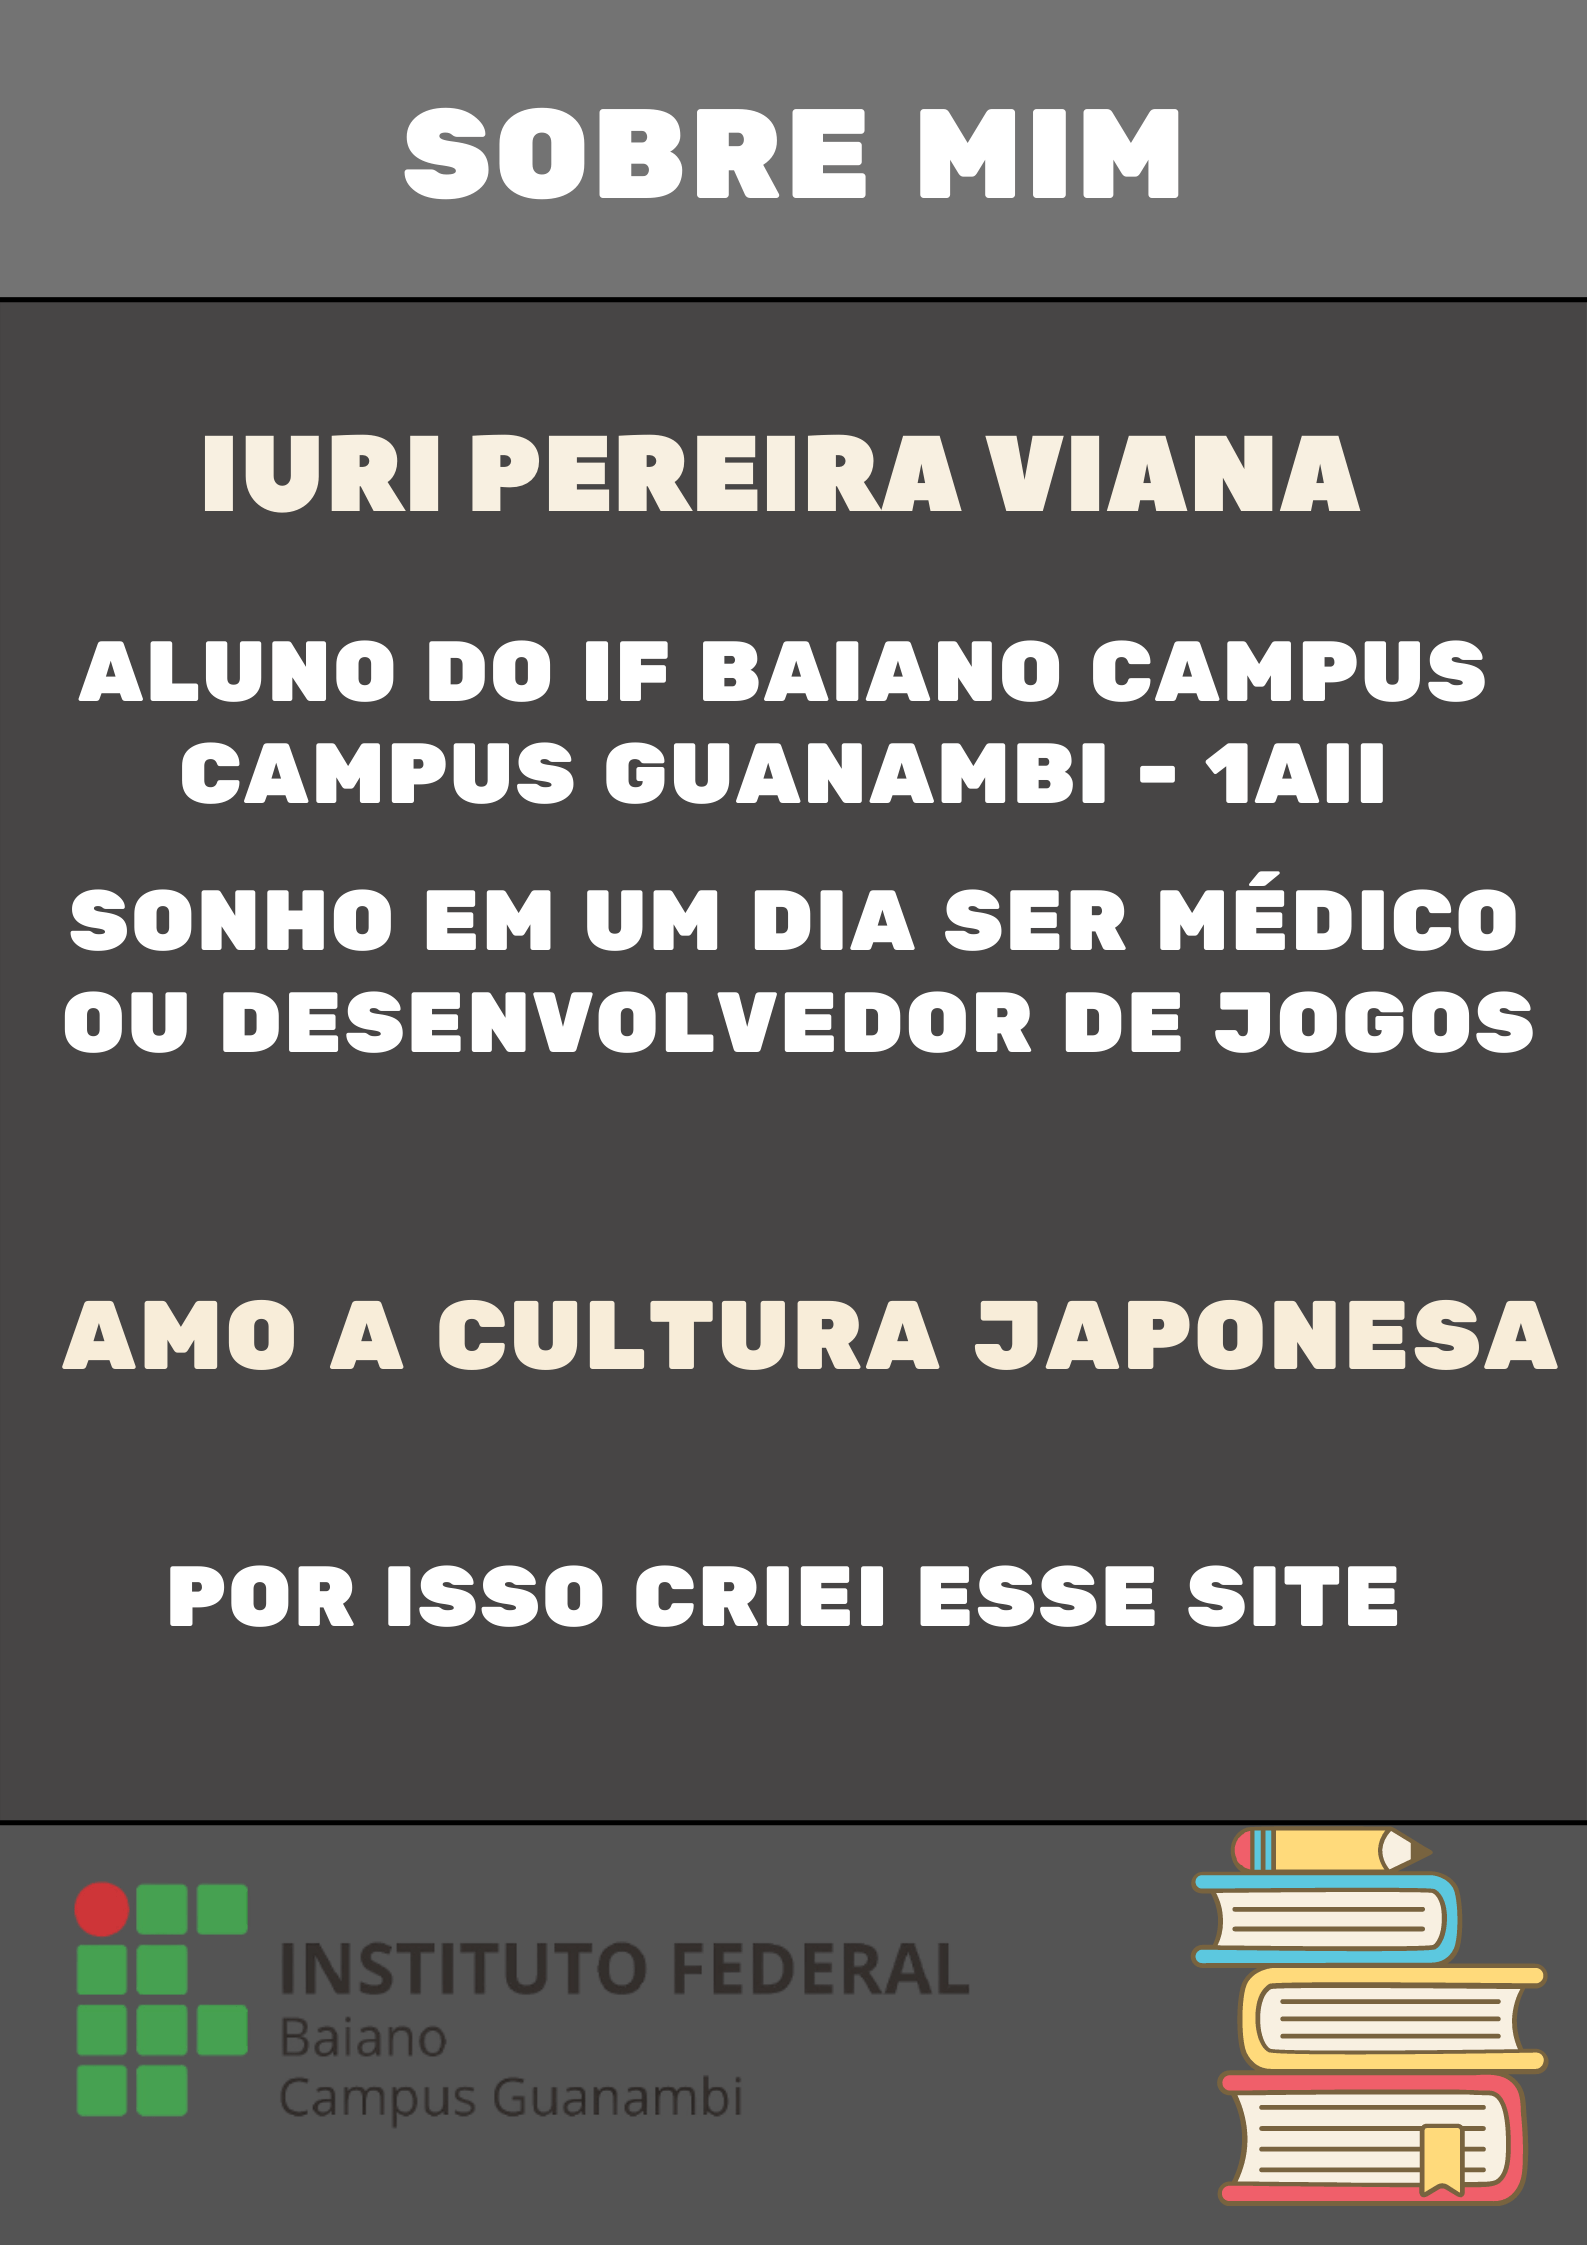 SOBRE MIM
IURI PEREIRA VIANA
ALUNO DO IF BAIANO CAMPUS
CAMPUS GUANAMBI - 1AII
SONHO EM UM DIA SER MÉDICO
OU DESENVOLVEDOR DE JOGOS
AMO A CULTURA JAPONESA
POR ISSO CRIEI ESSE SITE
INSTITUTO FEDERAL
Baiano
Campus Guanambi